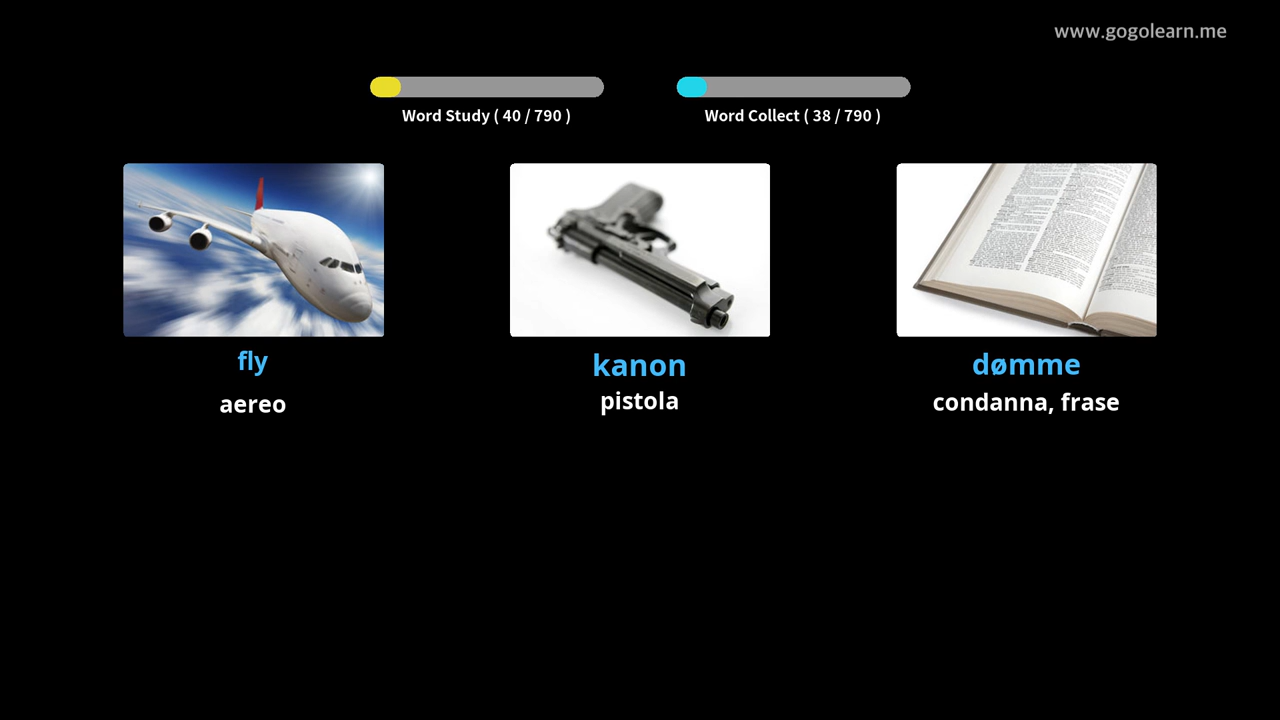 www.gogolearn.me
Word Study ( 40 / 790 )
Word Collect ( 38 / 790 )
fly
kanon
dømme
aereo
pistola
condanna, frase